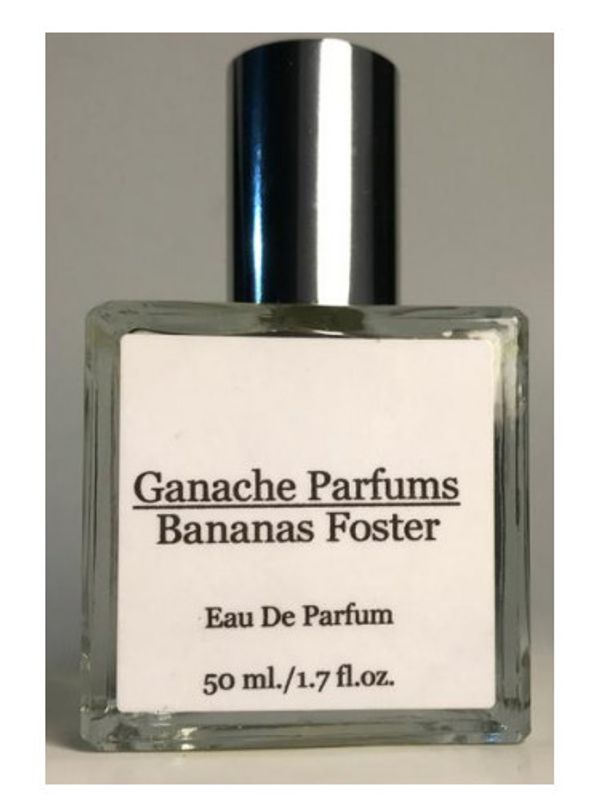 Ganache Parfums
Bananas Foster
Eau De Parfum
50 ml./1.7 fl.oz.